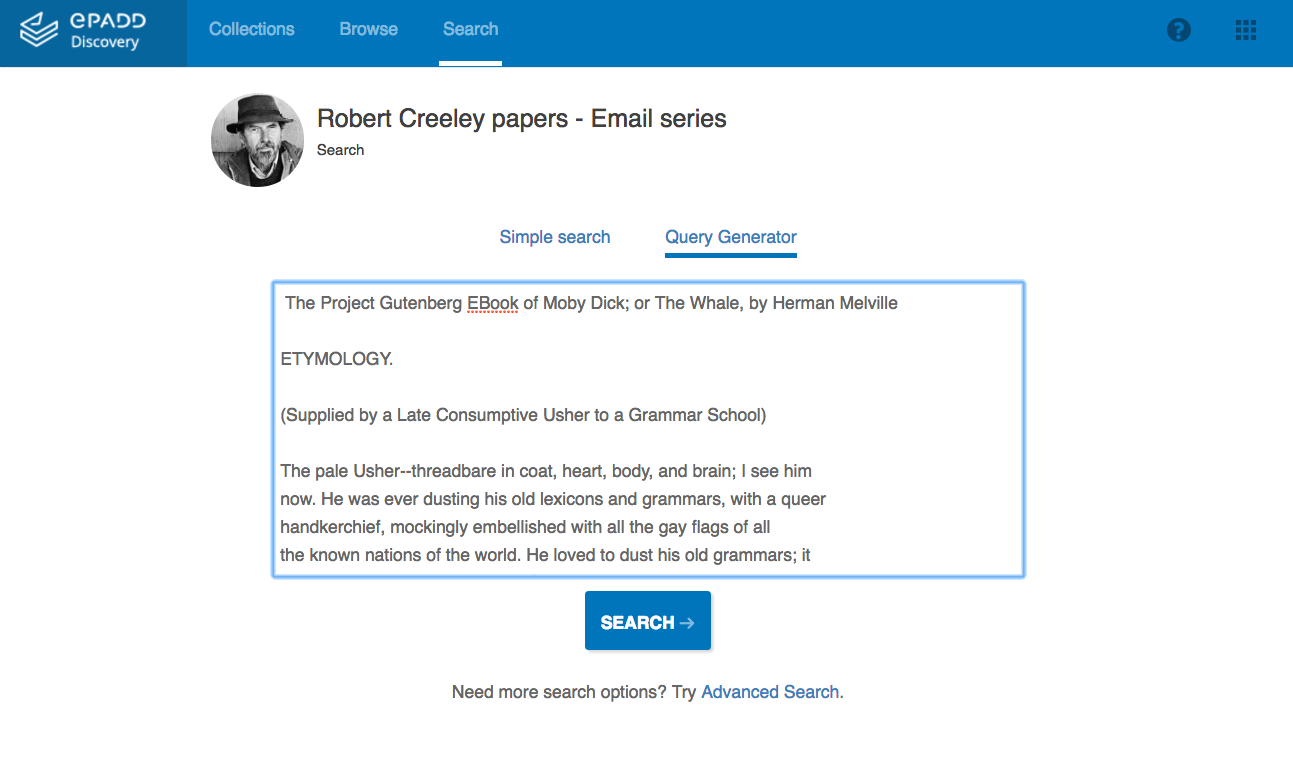 ePADD
Discovery
Collections
Browse
Search
?
Robert Creeley papers - Email series
Search
Simple search
Query Generator
The Project Gutenberg EBook of Moby Dick; or The Whale, by Herman Melville
ETYMOLOGY.
(Supplied by a Late Consumptive Usher to a Grammar School)
The pale Usher--threadbare in coat, heart, body, and brain; I see him
now. He was ever dusting his old lexicons and grammars, with a queer
handkerchief, mockingly embellished with all the gay flags of all
the known nations of the world. He loved to dust his old grammars; it
SEARCH →
Need more search options? Try Advanced Search.